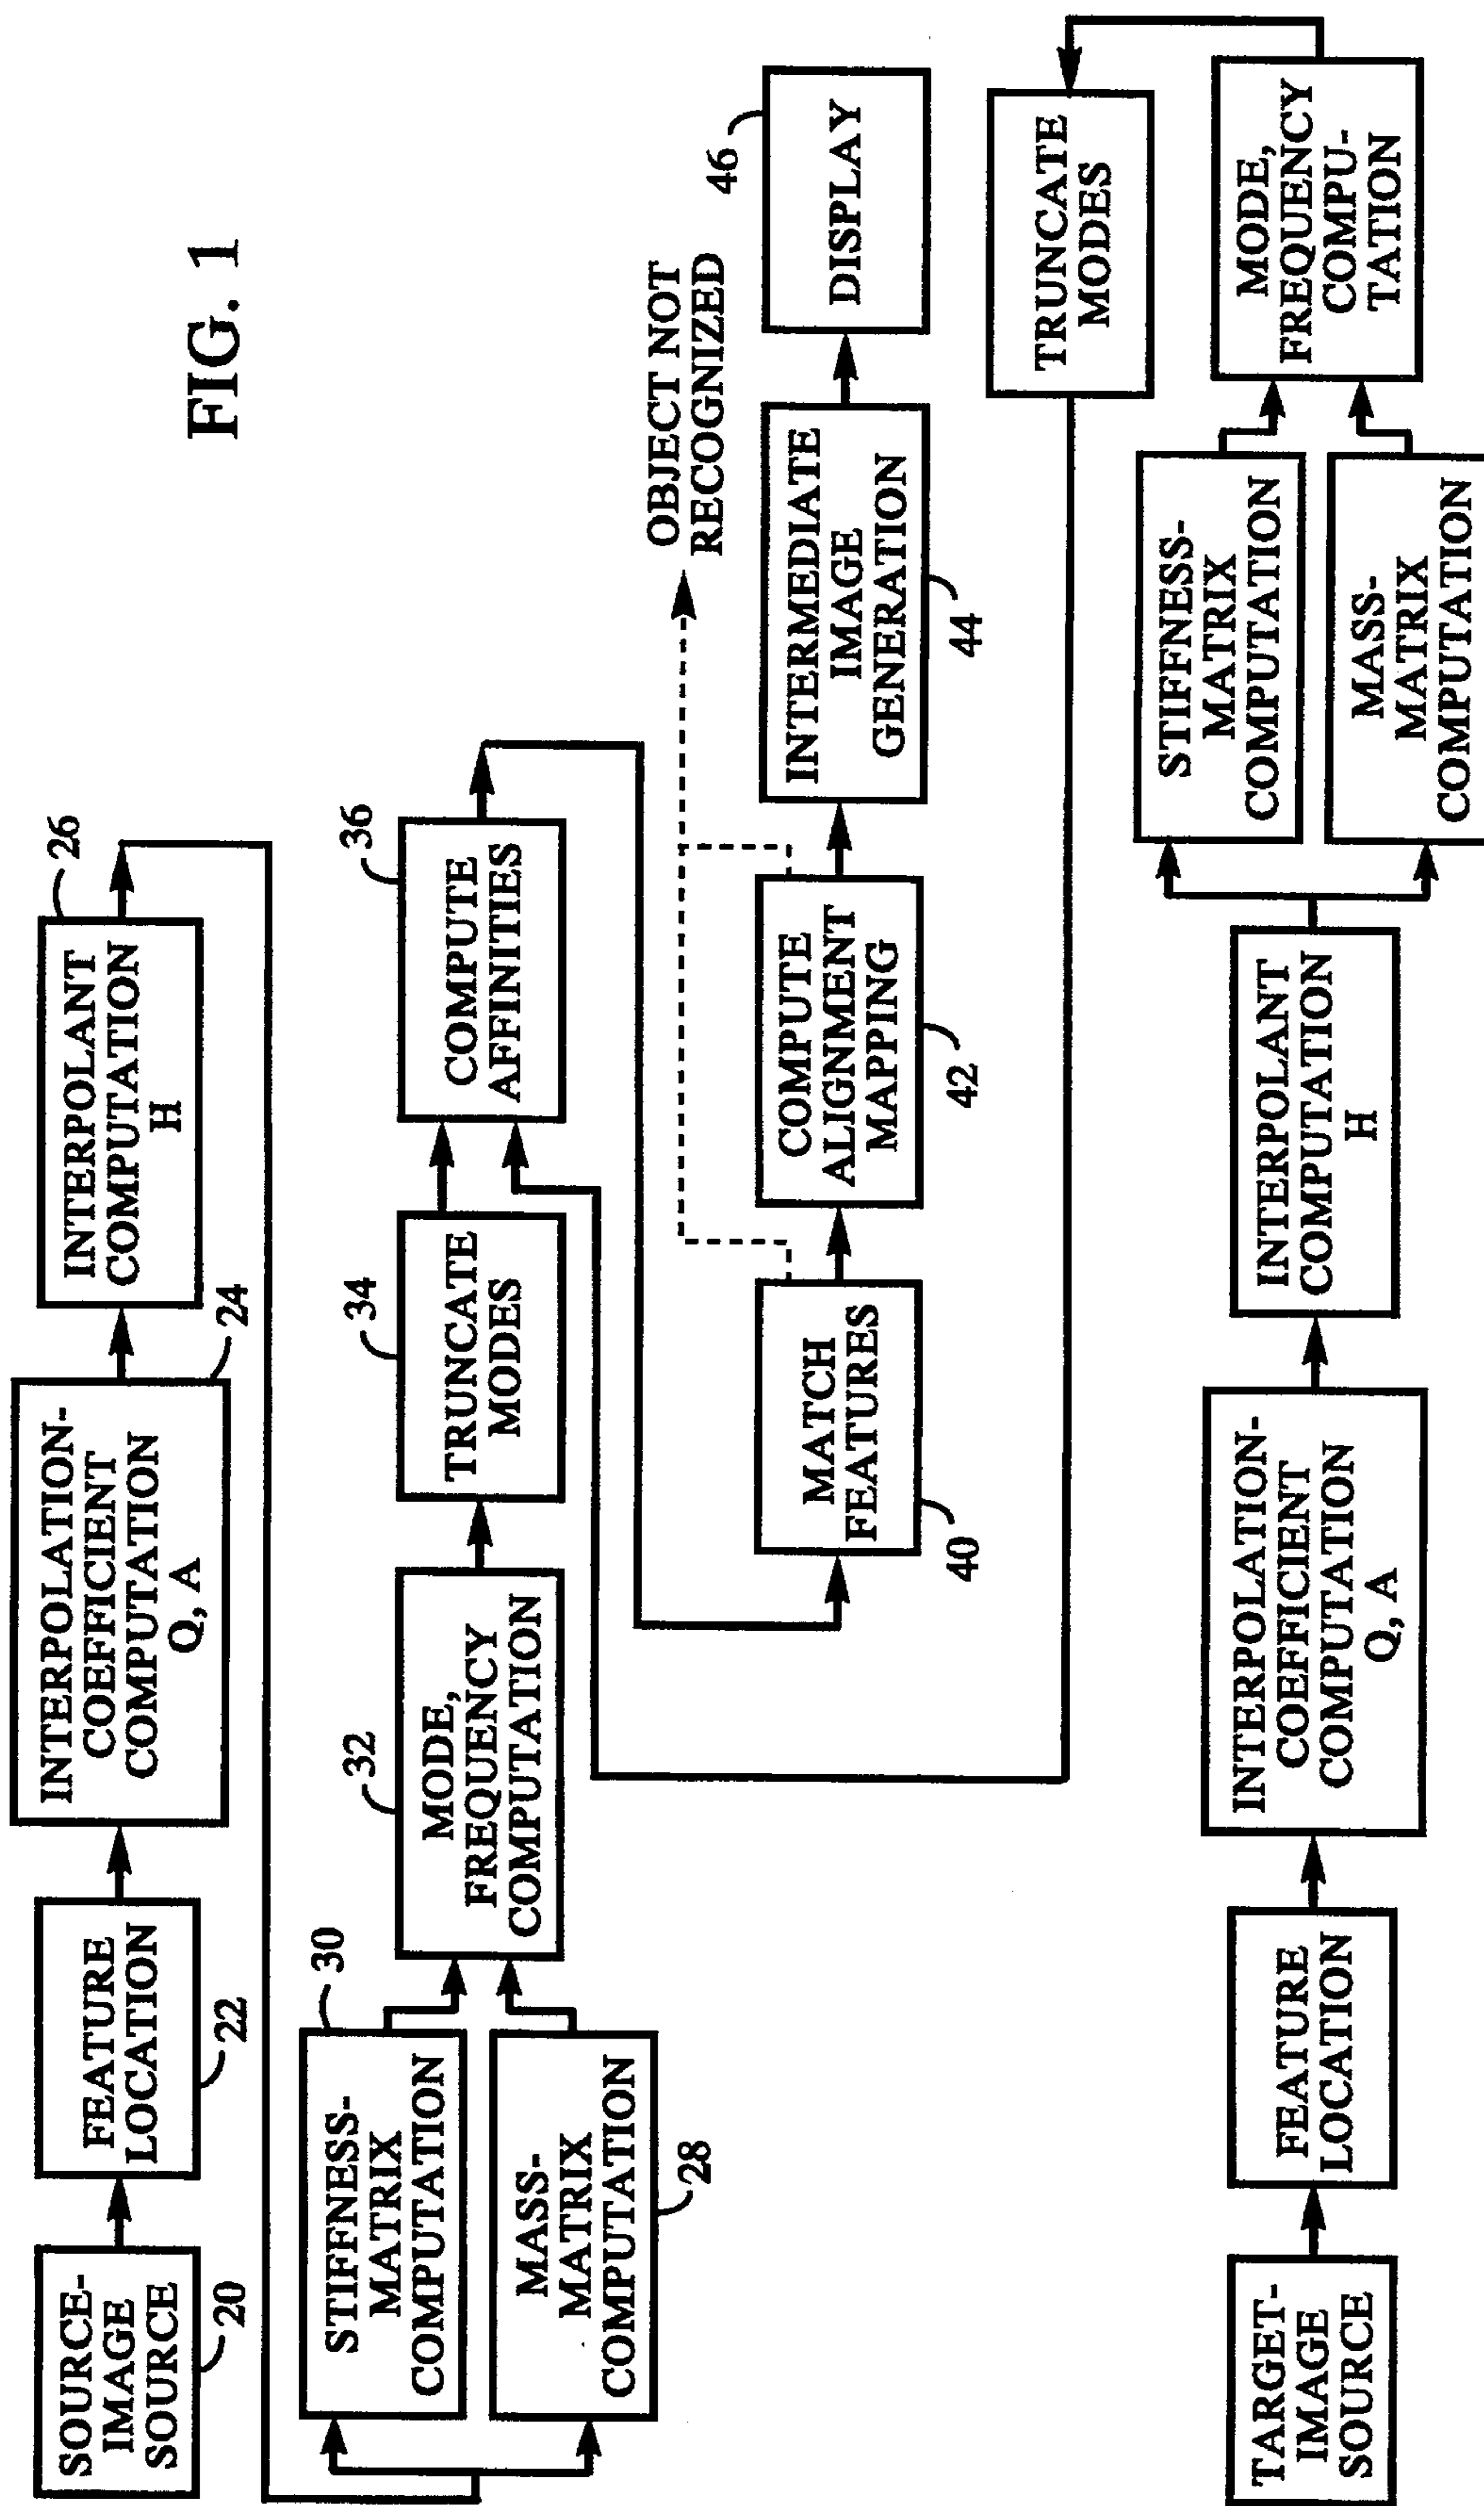 FIG. 1
SOURCE-
IMAGE
SOURCE
20
FEATURE
LOCATION
22
INTERPOLATION-
COEFFICIENT
COMPUTATION
Q, A
24
INTERPOLANT
COMPUTATION
H
26
STIFFNESS-
MATRIX
COMPUTATION
30
MASS-
MATRIX
COMPUTATION
28
MODE,
FREQUENCY
COMPUTATION
32
TRUNCATE
MODES
34
COMPUTE
AFFINITIES
36
OBJECT NOT
RECOGNIZED
MATCH
FEATURES
40
COMPUTE
ALIGNMENT
MAPPING
42
INTERMEDIATE
IMAGE
GENERATION
44
DISPLAY
46
TARGET-
IMAGE
SOURCE
FEATURE
LOCATION
INTERPOLATION-
COEFFICIENT
COMPUTATION
Q, A
INTERPOLANT
COMPUTATION
H
STIFFNESS-
MATRIX
COMPUTATION
MASS-
MATRIX
COMPUTATION
MODE,
FREQUENCY
COMPU-
TATION
TRUNCATE
MODES